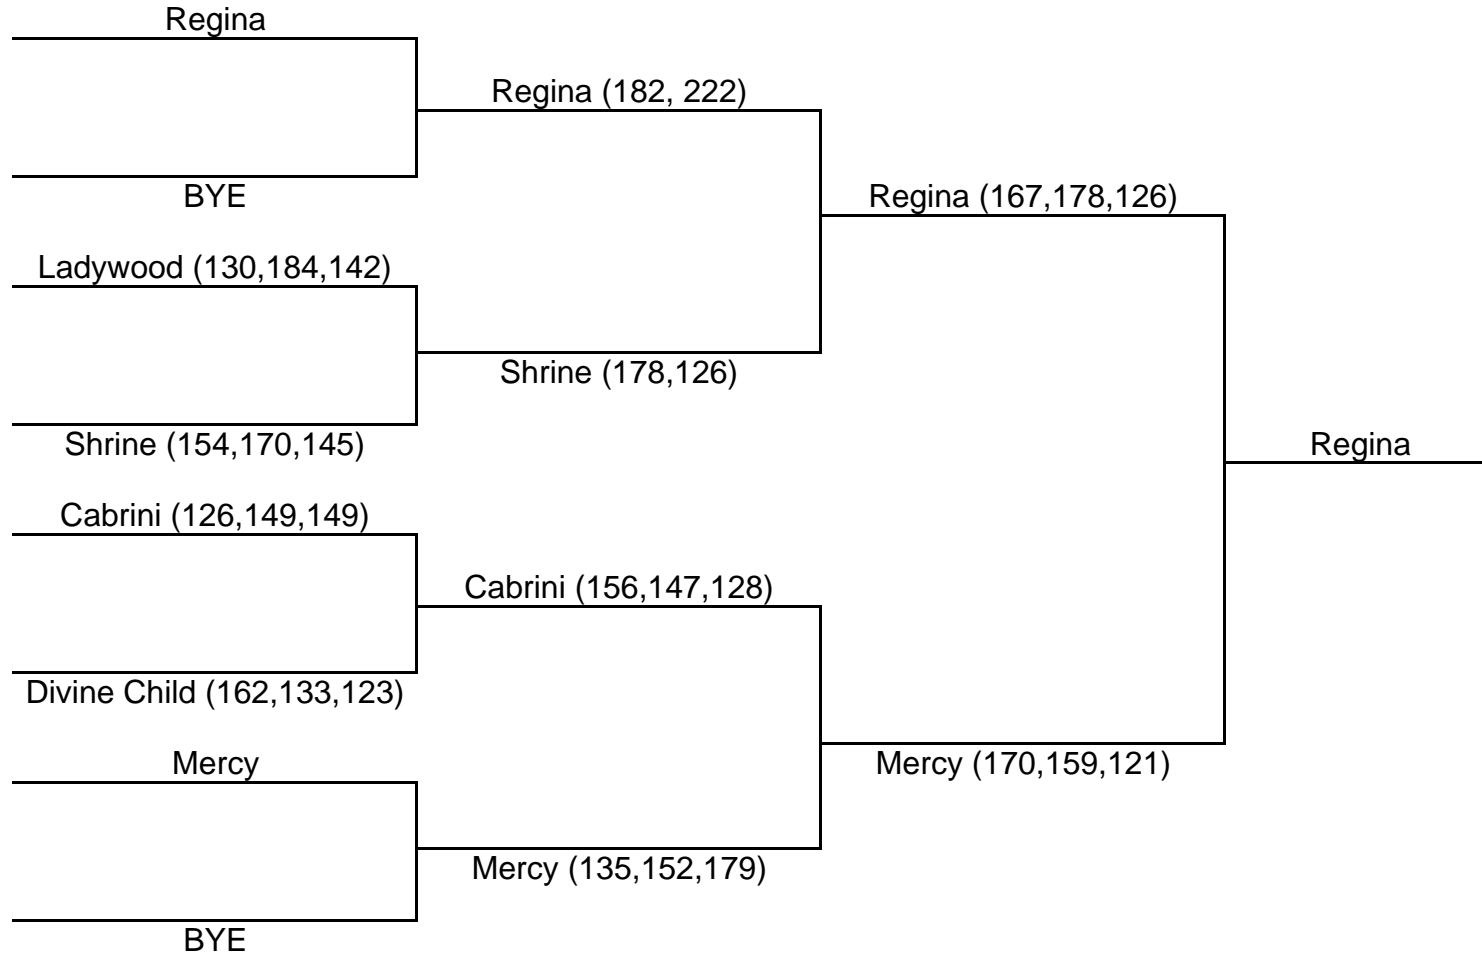 Regina
Regina (182, 222)
BYE
Regina (167,178,126)
Ladywood (130,184,142)
Shrine (178,126)
Shrine (154,170,145)
Regina
Cabrini (126,149,149)
Cabrini (156,147,128)
Divine Child (162,133,123)
Mercy
Mercy (170,159,121)
Mercy (135,152,179)
BYE